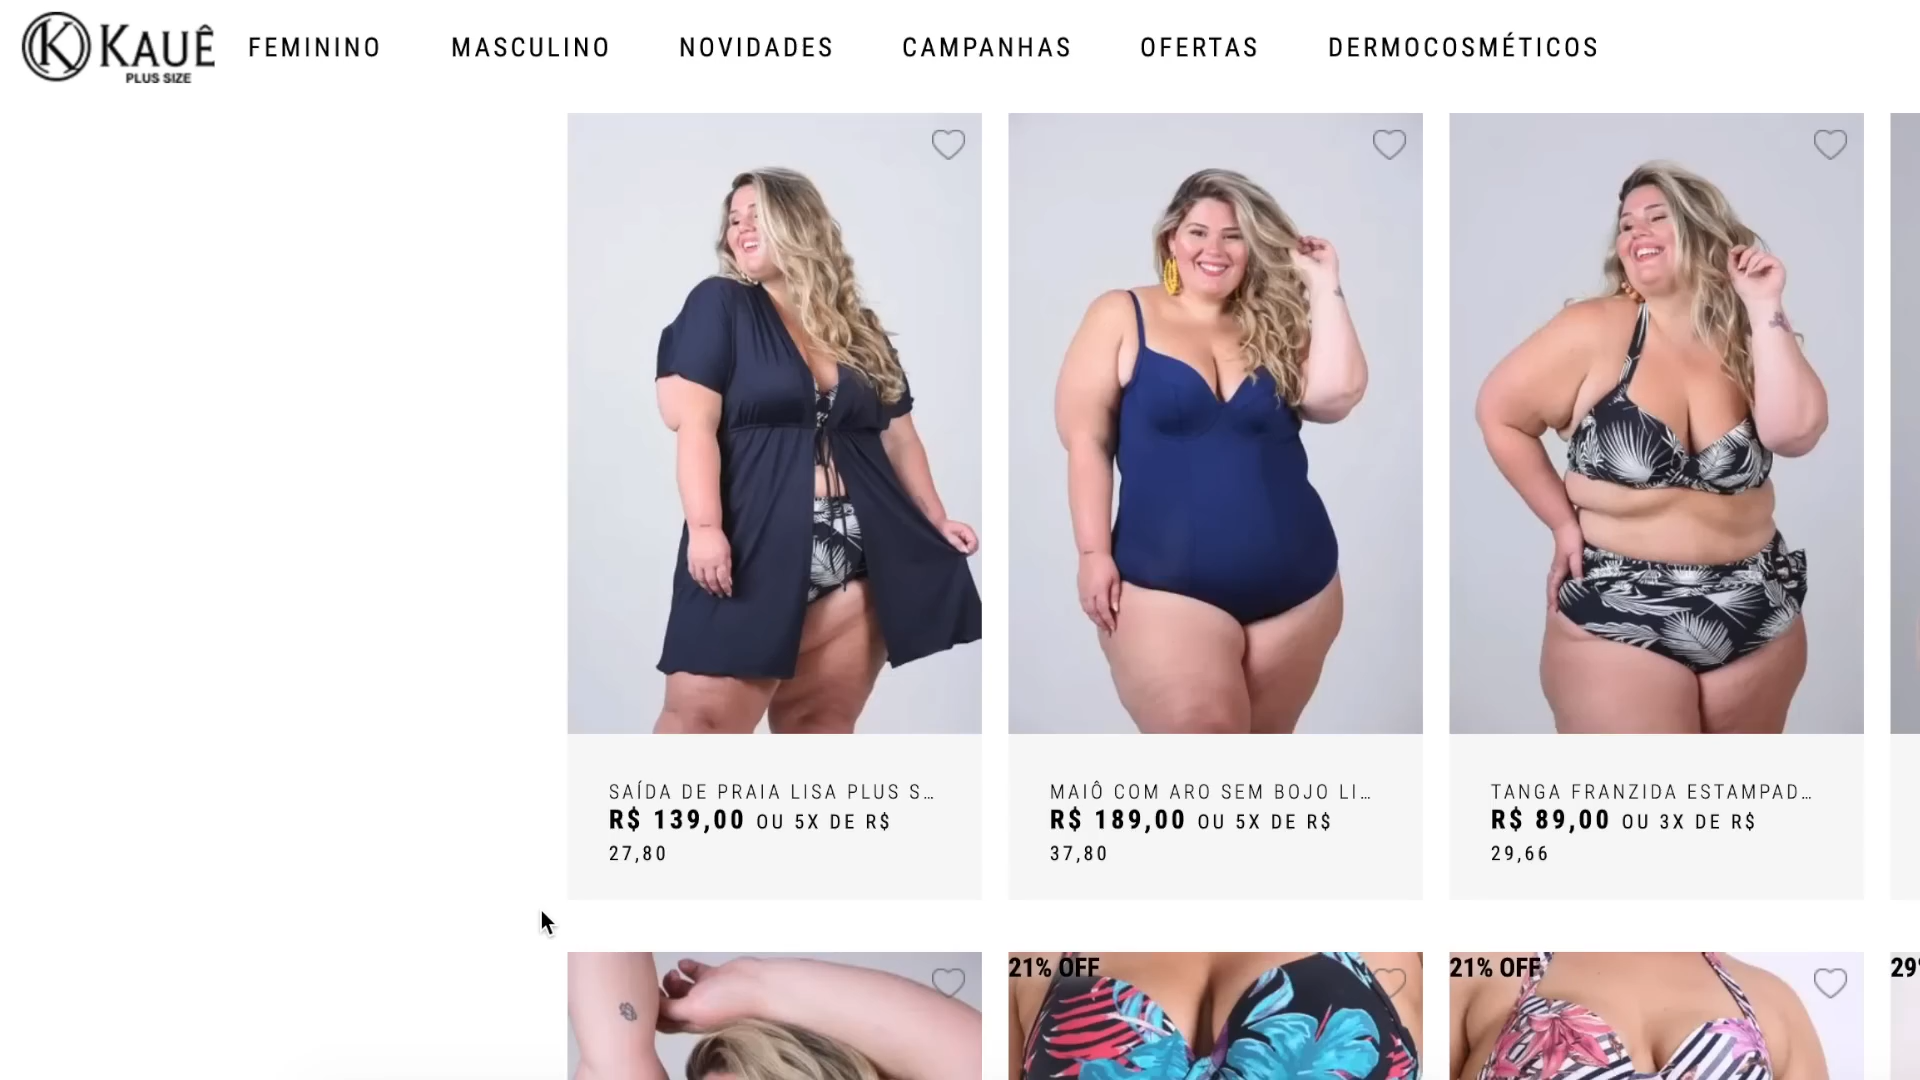 KAUÊ
PLUS SIZE
FEMININO
MASCULINO
NOVIDADES
CAMPANHAS
OFERTAS
DERMOCOSMÉTICOS
SAÍDA DE PRAIA LISA PLUS S…
R$ 139,00 OU 5X DE R$
27,80
MAIÔ COM ARO SEM BOJO LI…
R$ 189,00 OU 5X DE R$
37,80
TANGA FRANZIDA ESTAMPAD…
R$ 89,00 OU 3X DE R$
29,66
21% OFF
21% OFF